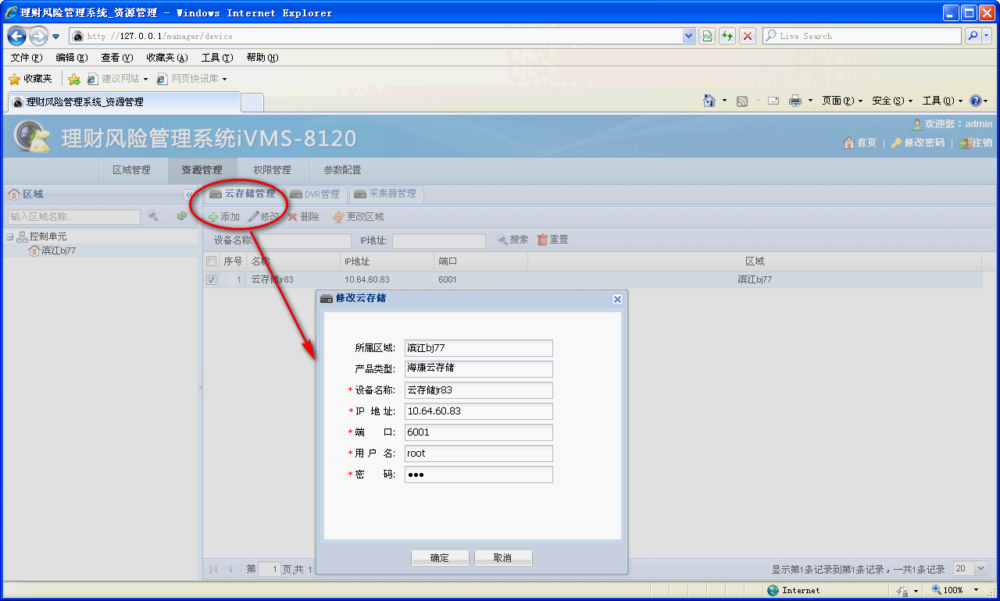 理财风险管理系统_资源管理 - Windows Internet Explorer
http://127.0.0.1/manager/device
Live Search
文件(F) 编辑(E) 查看(V) 收藏夹(A) 工具(T) 帮助(H)
收藏夹 建议网站 网页快讯库
理财风险管理系统_资源管理
页面(P) 安全(S) 工具(O)
理财风险管理系统iVMS-8120
欢迎您：admin
首页 | 修改密码 | 注销
区域管理 资源管理 权限管理 参数配置
区域
云存储管理 DVR管理 采集器管理
输入区域名称...
添加 修改 删除 更改区域
控制单元
滨江bj77
设备名称: IP地址: 搜索 重置
序号 名称 IP地址 端口 区域
1 云存储jr83 10.64.60.83 6001 滨江bj77
修改云存储
所属区域: 滨江bj77
产品类型: 海康云存储
*设备名称: 云存储jr83
*IP 地 址: 10.64.60.83
*端 口: 6001
*用 户 名: root
*密 码: ●●●
确定 取消
第 1 页,共 1
显示第1条记录到第1条记录，一共1条记录 20
Internet 100%